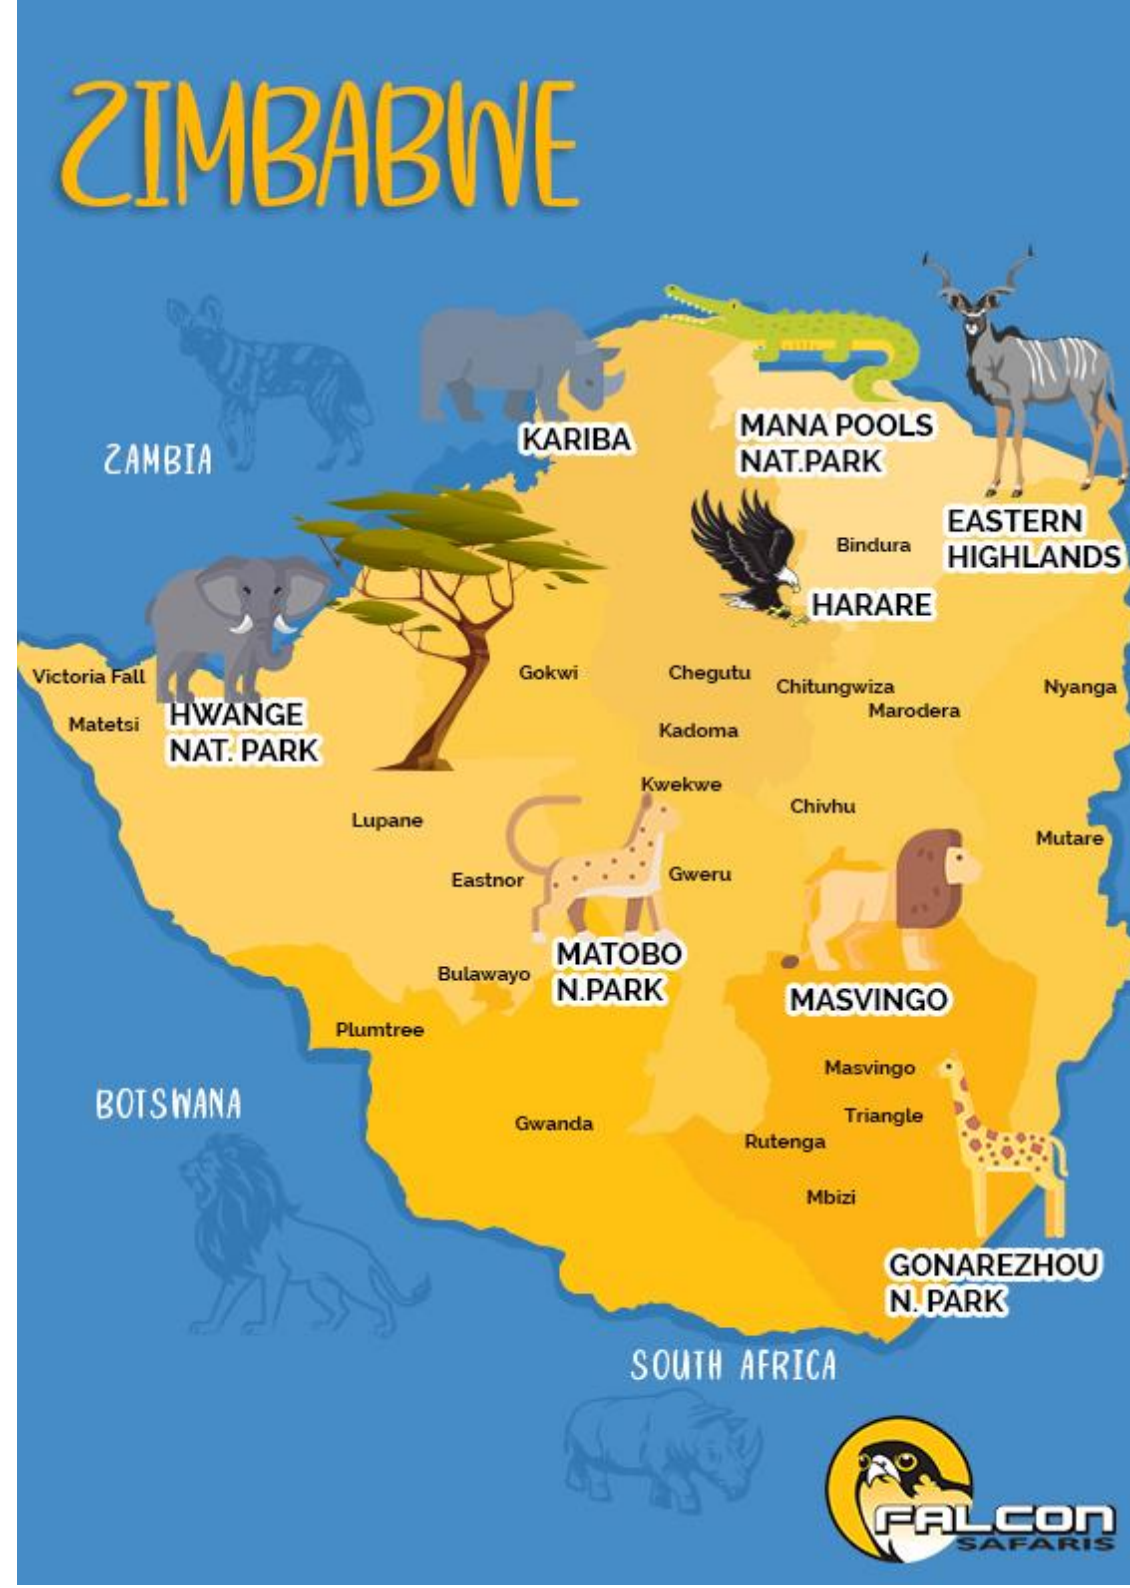 ZIMBABWE
ZAMBIA
KARIBA
MANA POOLS
NAT.PARK
EASTERN
HIGHLANDS
Bindura
HARARE
Victoria Fall
Matetsi
HWANGE
NAT. PARK
Gokwi
Chegutu
Chitungwiza
Marodera
Nyanga
Kadoma
Kwekwe
Chivhu
Lupane
Mutare
Eastnor
Gweru
MATOBO
N.PARK
Bulawayo
MASVINGO
Plumtree
Masvingo
BOTSWANA
Gwanda
Triangle
Rutenga
Mbizi
GONAREZHOU
N. PARK
SOUTH AFRICA
FALCON
SAFARIS